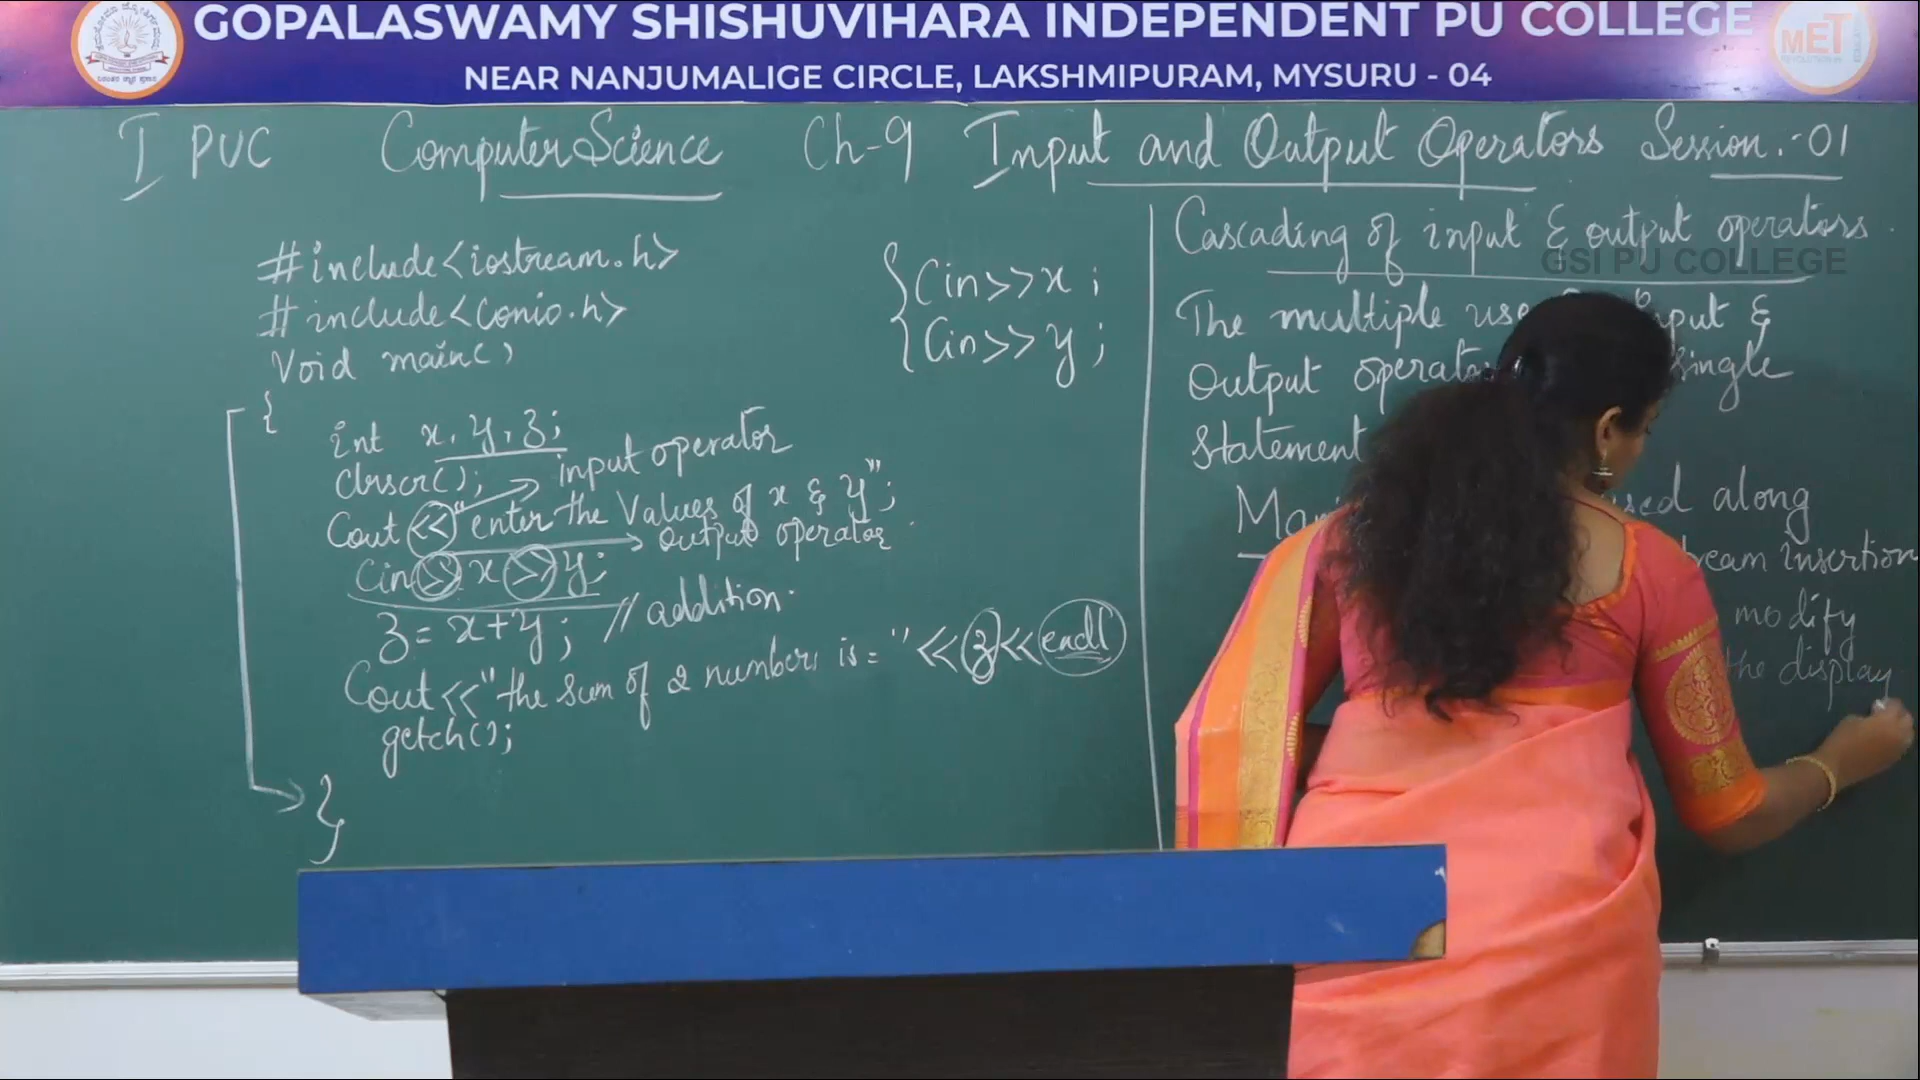 GOPALASWAMY SHISHUVIHARA INDEPENDENT PU COLLEGE
NEAR NANJUMALIGE CIRCLE, LAKSHMIPURAM, MYSURU - 04
MET
I PUC Computer Science Ch-9 Input and Output Operators Session:-01
#include<iostream.h>
#include<conio.h>
Void main()
{
int x, y, z;
clrscr();
input operator
Cout << "enter the Values of x & y";
output operator
Cin >> x >> y;
z = x+y; // addition.
Cout << "the sum of 2 numbers is = " << z << endl
getch();
}
{ Cin>>x ;
{ Cin>>y ;
Cascading of input & output operators.
GSI PU COLLEGE
The multiple use &
Output single
Statement
along
Insertion
modify
the display